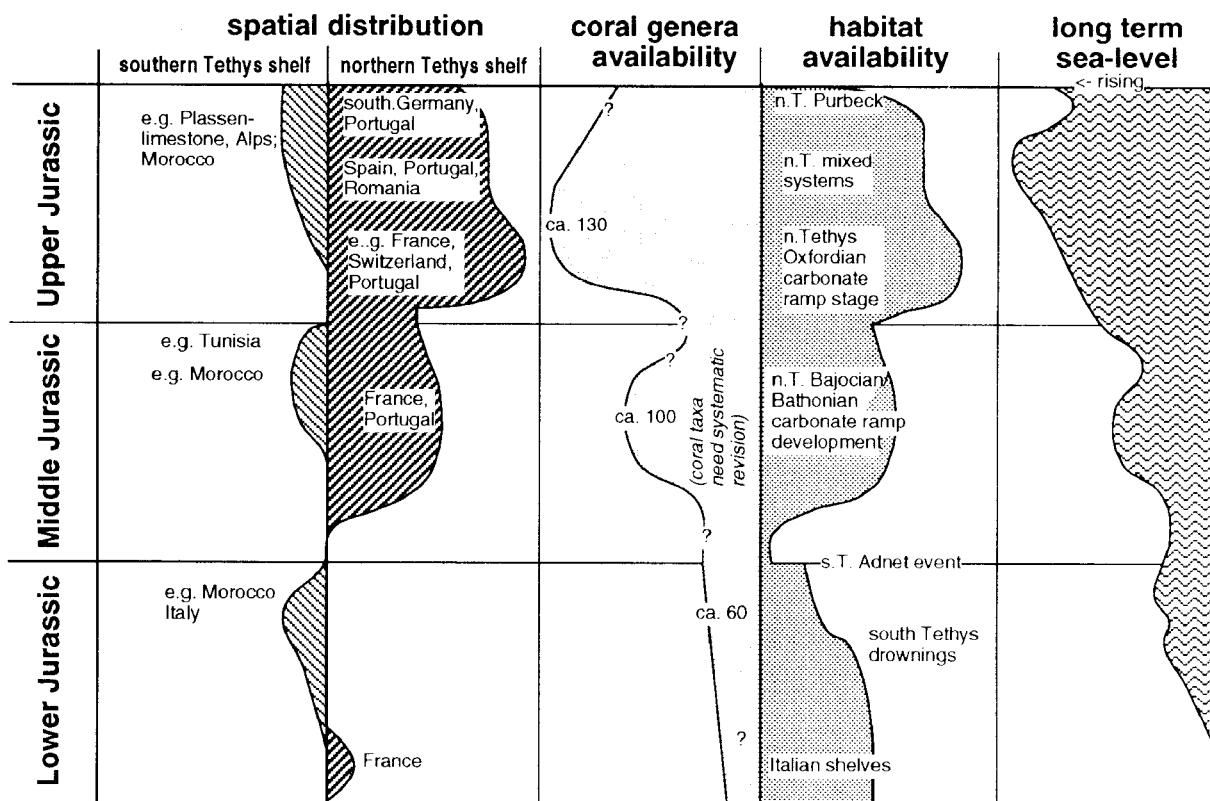 spatial distribution
coral genera
availability
habitat
availability
long term
sea-level
southern Tethys shelf
northern Tethys shelf
<- rising
Upper Jurassic
e.g. Plassen-
limestone, Alps;
Morocco
south.Germany,
Portugal
Spain, Portugal,
Romania
e..g. France,
Switzerland,
Portugal
?
ca. 130
?
n.T. Purbeck
n.T. mixed
systems
n.Tethys
Oxfordian
carbonate
ramp stage
Middle Jurassic
e.g. Tunisia
e.g. Morocco
France,
Portugal
?
ca. 100
?
(coral taxa
need systematic
revision)
n.T. Bajocian/
Bathonian
carbonate ramp
development
s.T. Adnet event
Lower Jurassic
e.g. Morocco
Italy
France
ca. 60
?
south Tethys
drownings
Italian shelves